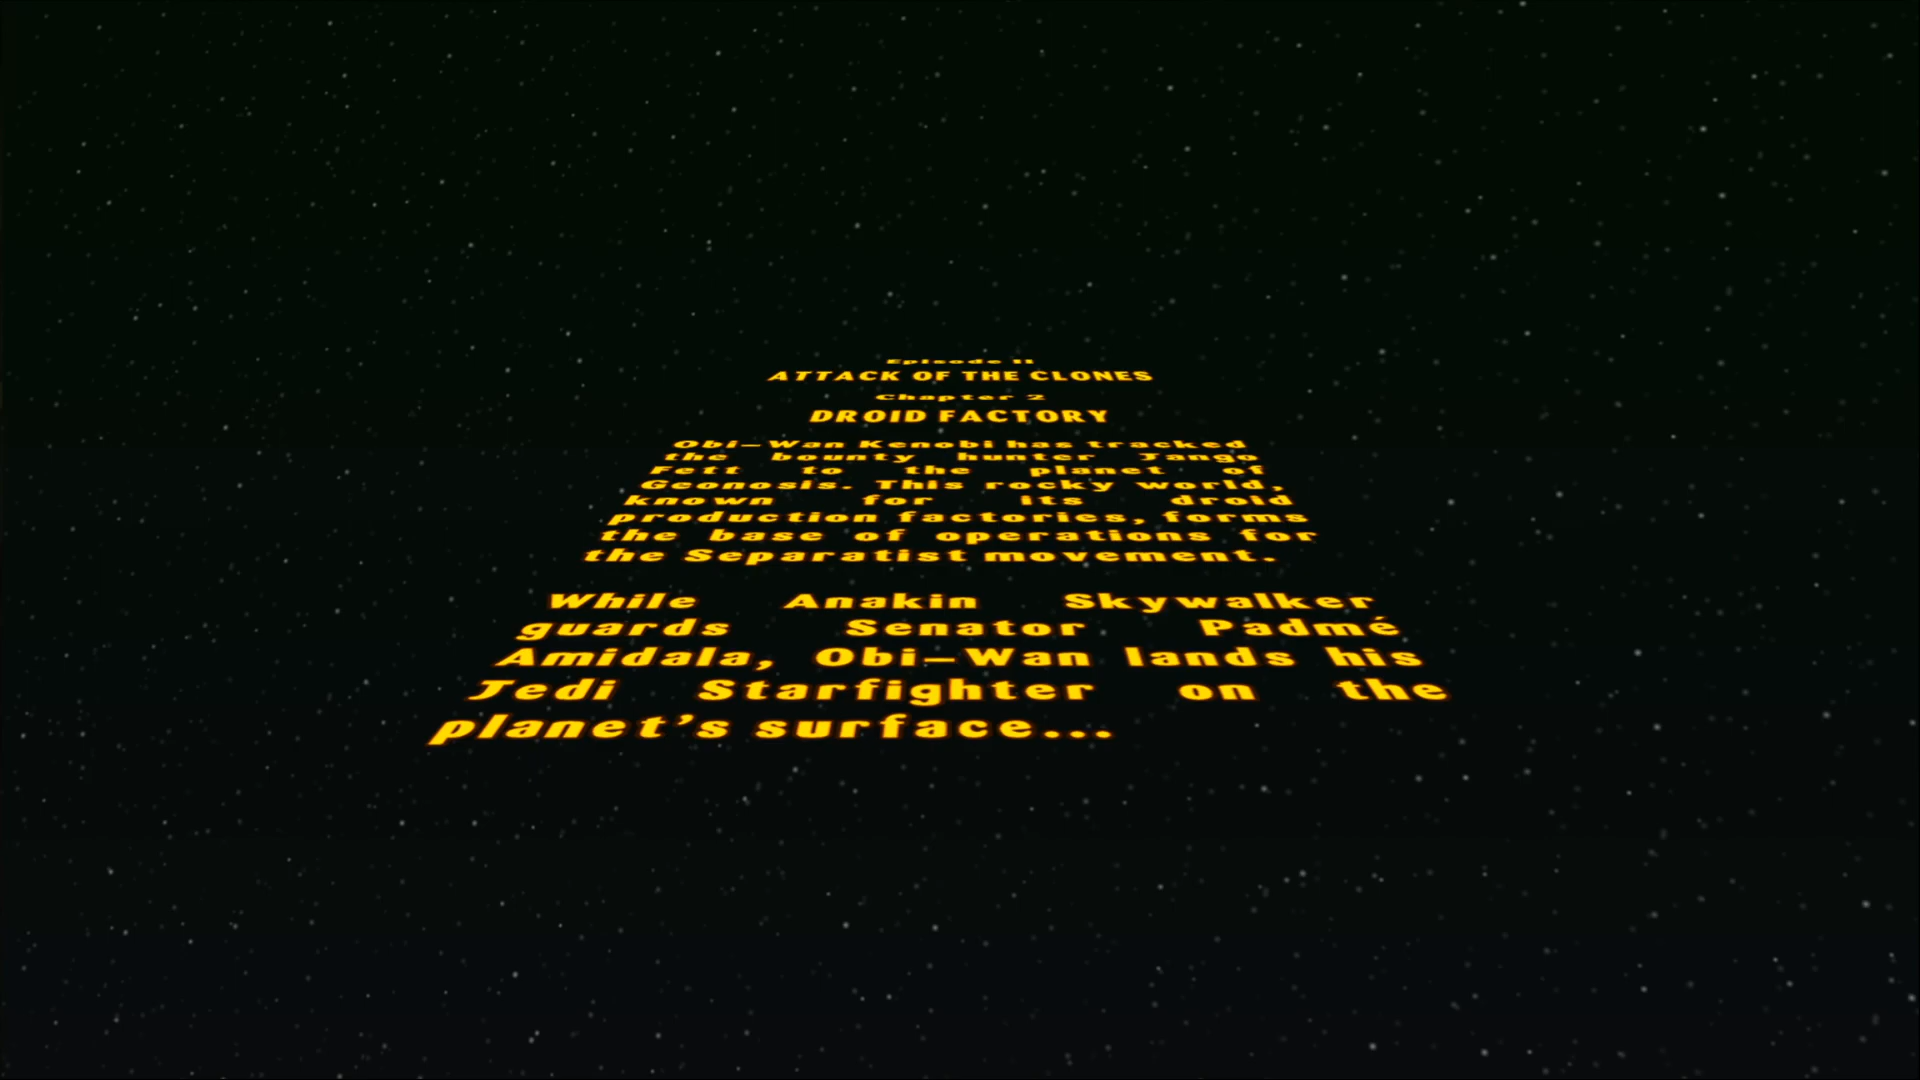 Episode II
ATTACK OF THE CLONES
Chapter 2
DROID FACTORY
Obi-Wan Kenobi has tracked
the bounty hunter Jango
Fett to the planet of
Geonosis. This rocky world,
known for its droid
production factories, forms
the base of operations for
the Separatist movement.
While Anakin Skywalker
guards Senator Padmé
Amidala, Obi-Wan lands his
Jedi Starfighter on the
planet's surface...